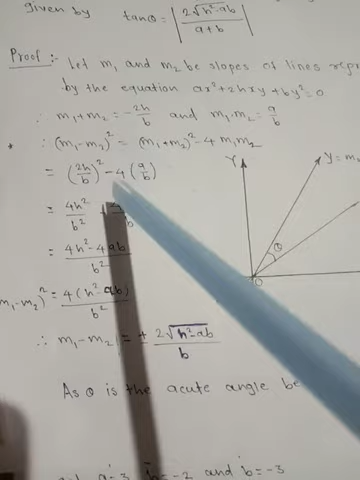 given by tanθ = |2√h²-ab / a+b|
Proof :- Let m₁ and m₂ be slopes of lines repr
by the equation ax²+2hxy+by²=0
∴ m₁+m₂ = -2h/b and m₁·m₂ = a/b
* ∴ (m₁-m₂)² = (m₁+m₂)² - 4m₁m₂
= (2h/b)² - 4(a/b)
= 4h²/b² -
= 4h²-4ab / b²
m₁-m₂)² = 4(h²-ab) / b²
∴ m₁-m₂ = ± 2√h²-ab / b
As θ is the acute angle be
Y
y=m
θ
O
a=3 b=-2 and b=-3